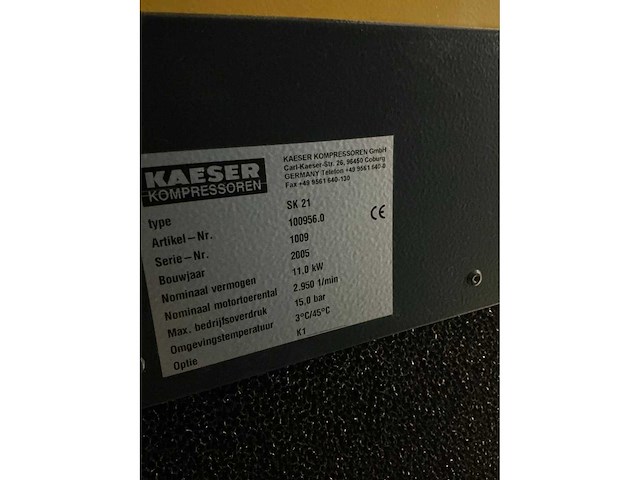 KAESER
KOMPRESSOREN
KAESER KOMPRESSOREN GmbH
Carl-Kaeser-Str. 26, 96450 Coburg
GERMANY Telefon +49 9561 640-0
Fax +49 9561 640-130
type SK 21
Artikel-Nr. 100956.0
Serie-Nr. 1009
Bouwjaar 2005
Nominaal vermogen 11,0 kW
Nominaal motortoerental 2.950 1/min
Max. bedrijfsoverdruk 15.0 bar
Omgevingstemperatuur 3°C/45°C
Optie K1
CE